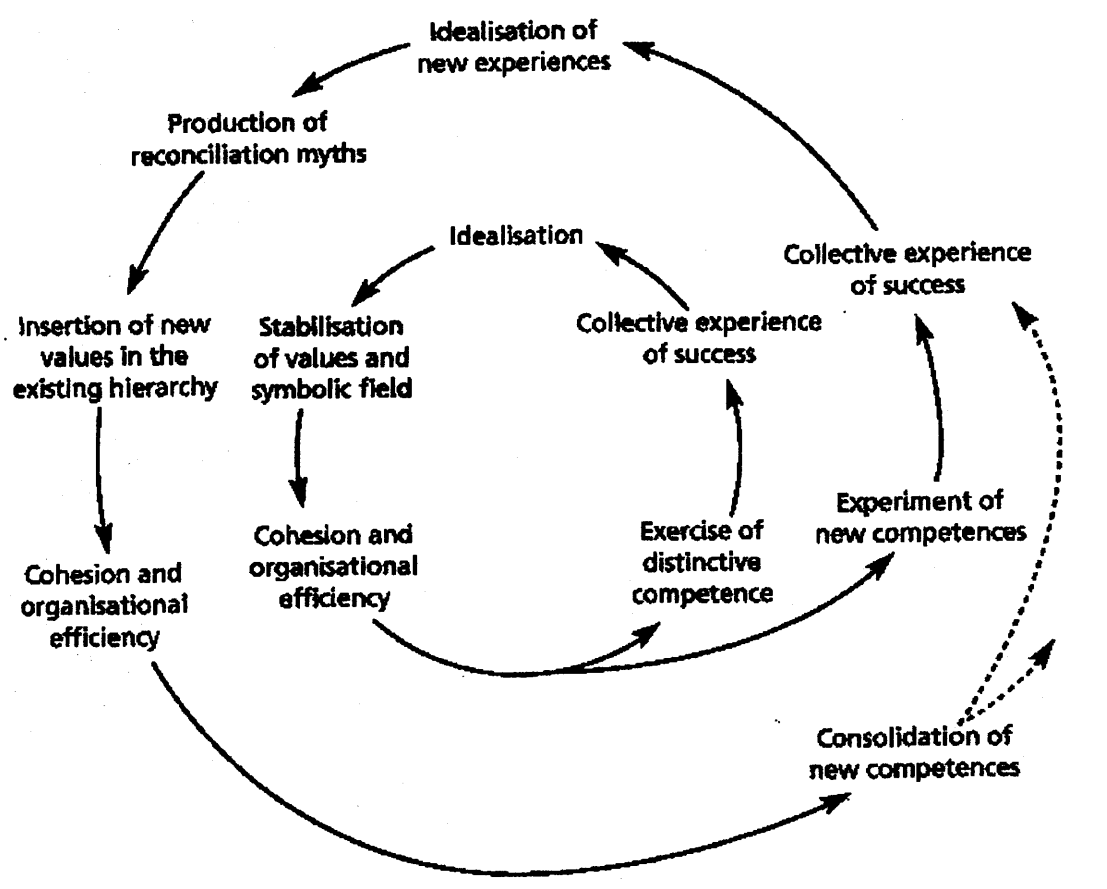 Idealisation of
new experiences
Production of
reconciliation myths
Idealisation
Collective experience
of success
Insertion of new
values in the
existing hierarchy
Stabilisation
of values and
symbolic field
Collective experience
of success
Experiment of
new competences
Cohesion and
organisational
efficiency
Exercise of
distinctive
competence
Cohesion and
organisational
efficiency
Consolidation of
new competences